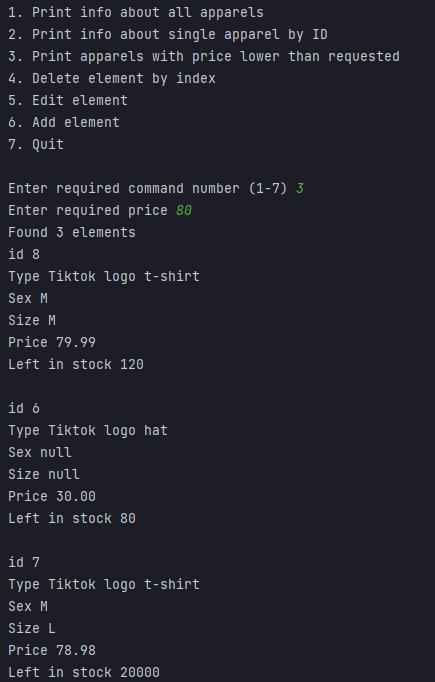 1. Print info about all apparels
2. Print info about single apparel by ID
3. Print apparels with price lower than requested
4. Delete element by index
5. Edit element
6. Add element
7. Quit
Enter required command number (1-7) 3
Enter required price 80
Found 3 elements
id 8
Type Tiktok logo t-shirt
Sex M
Size M
Price 79.99
Left in stock 120
id 6
Type Tiktok logo hat
Sex null
Size null
Price 30.00
Left in stock 80
id 7
Type Tiktok logo t-shirt
Sex M
Size L
Price 78.98
Left in stock 20000